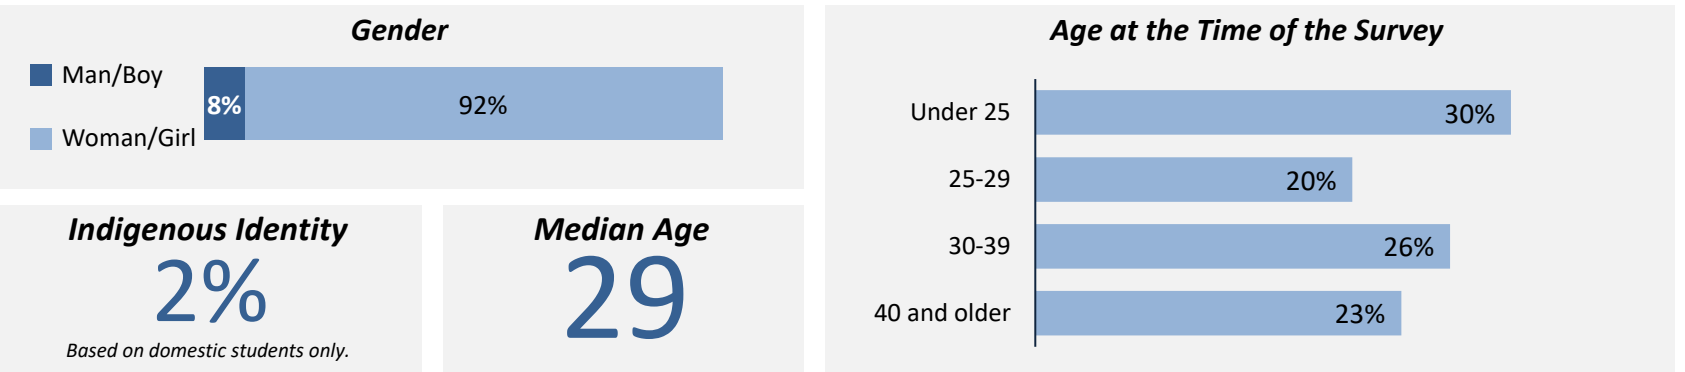 Gender
Man/Boy
Woman/Girl
8%
92%
Indigenous Identity
2%
Based on domestic students only.
Median Age
29
Age at the Time of the Survey
Under 25
30%
25-29
20%
30-39
26%
40 and older
23%